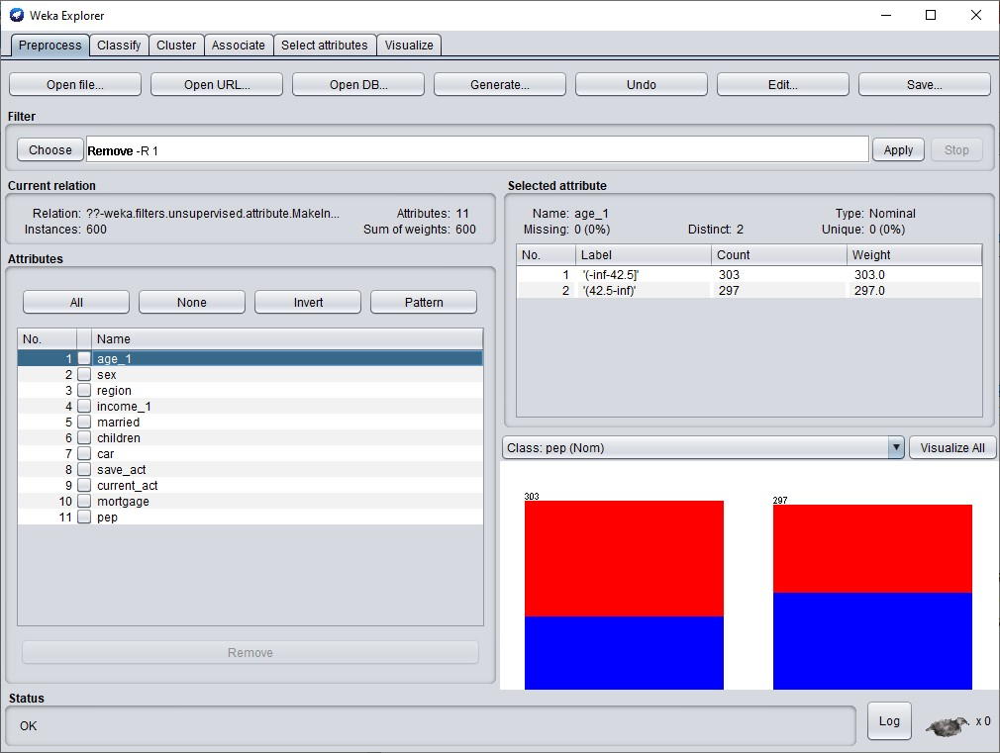 Weka Explorer
Preprocess Classify Cluster Associate Select attributes Visualize
Open file... Open URL... Open DB... Generate... Undo Edit... Save...
Filter
Choose Remove -R 1 Apply Stop
Current relation
Relation: ??-weka.filters.unsupervised.attribute.MakeIn... Attributes: 11
Instances: 600 Sum of weights: 600
Attributes
All None Invert Pattern
No. Name
1 age_1
2 sex
3 region
4 income_1
5 married
6 children
7 car
8 save_act
9 current_act
10 mortgage
11 pep
Remove
Selected attribute
Name: age_1 Type: Nominal
Missing: 0 (0%) Distinct: 2 Unique: 0 (0%)
No. Label Count Weight
1 '(-inf-42.5]' 303 303.0
2 '(42.5-inf)' 297 297.0
Class: pep (Nom) Visualize All
303
297
Status
OK
Log x 0